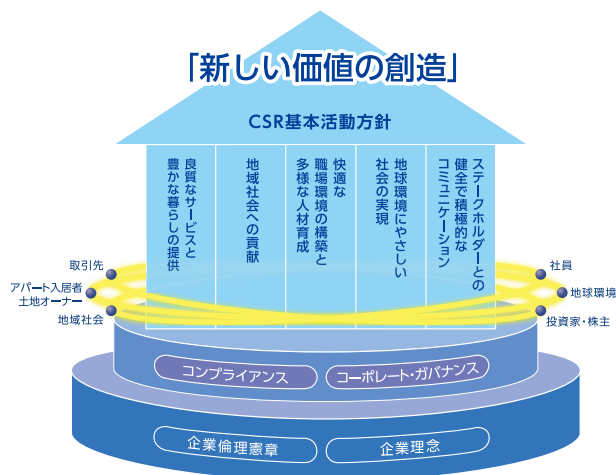 「新しい価値の創造」
CSR基本活動方針
良質なサービスと
豊かな暮らしの提供
地域社会への貢献
快適な
職場環境の構築と
多様な人材育成
地球環境にやさしい
社会の実現
ステークホルダーとの
健全で積極的な
コミュニケーション
取引先
アパート入居者
土地オーナー
地域社会
社員
地球環境
投資家・株主
コンプライアンス
コーポレート・ガバナンス
企業倫理憲章
企業理念